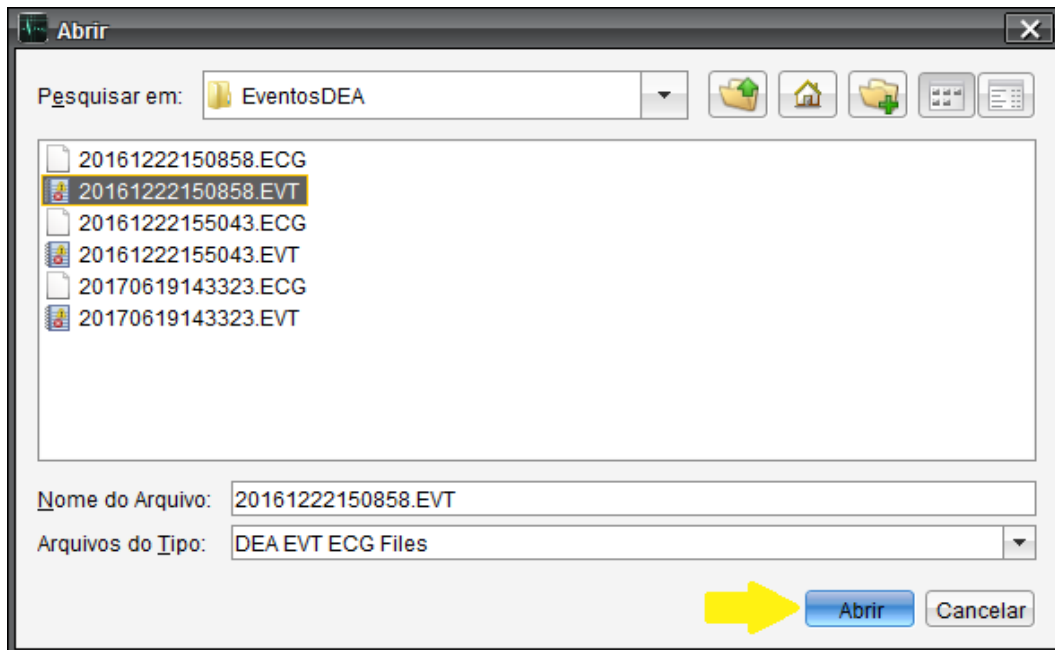 Abrir
Pesquisar em: EventosDEA
20161222150858.ECG
20161222150858.EVT
20161222155043.ECG
20161222155043.EVT
20170619143323.ECG
20170619143323.EVT
Nome do Arquivo: 20161222150858.EVT
Arquivos do Tipo: DEA EVT ECG Files
Abrir Cancelar